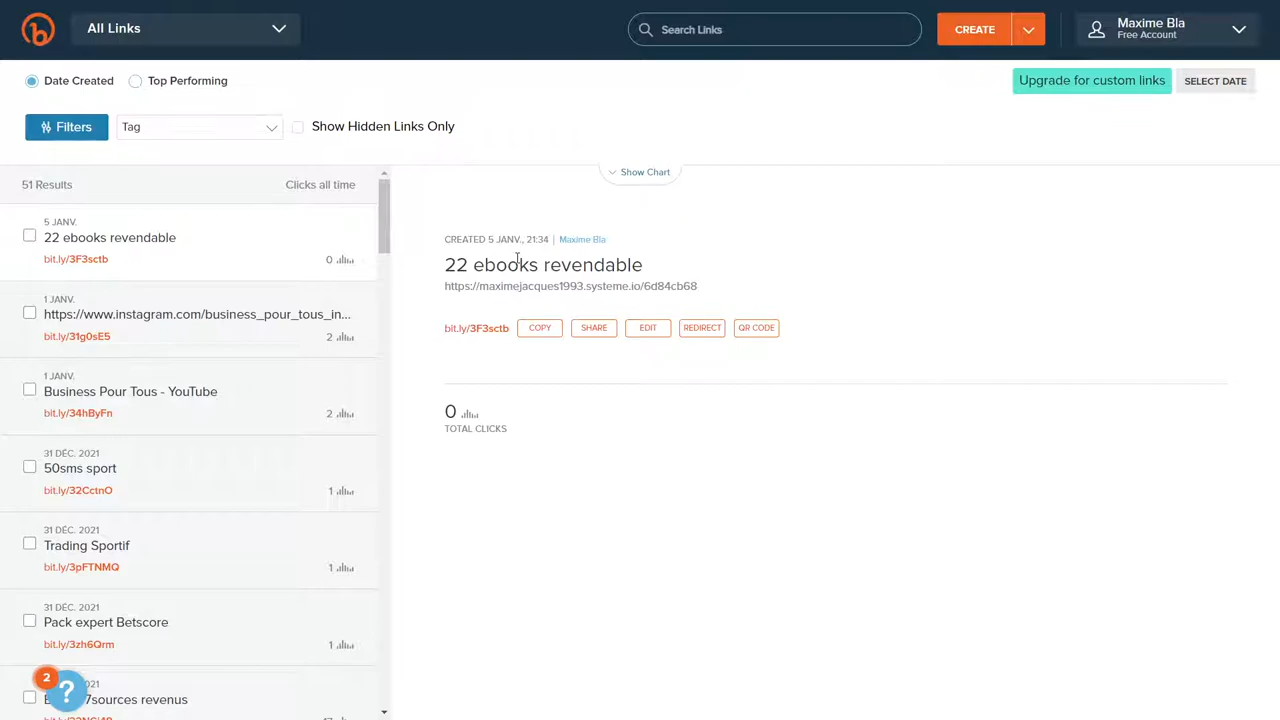 All Links
Search Links
CREATE
Maxime Bla
Free Account
Date Created
Top Performing
Upgrade for custom links
SELECT DATE
Filters
Tag
Show Hidden Links Only
51 Results
Clicks all time
Show Chart
5 JANV.
22 ebooks revendable
bit.ly/3F3sctb
0
1 JANV.
https://www.instagram.com/business_pour_tous_in...
bit.ly/31g0sE5
2
1 JANV.
Business Pour Tous - YouTube
bit.ly/34hByFn
2
31 DÉC. 2021
50sms sport
bit.ly/32CctnO
1
31 DÉC. 2021
Trading Sportif
bit.ly/3pFTNMQ
1
31 DÉC. 2021
Pack expert Betscore
bit.ly/3zh6Qrm
1
2021
7sources revenus
2
?
CREATED 5 JANV., 21:34 | Maxime Bla
22 ebooks revendable
https://maximejacques1993.systeme.io/6d84cb68
bit.ly/3F3sctb
COPY
SHARE
EDIT
REDIRECT
QR CODE
0
TOTAL CLICKS